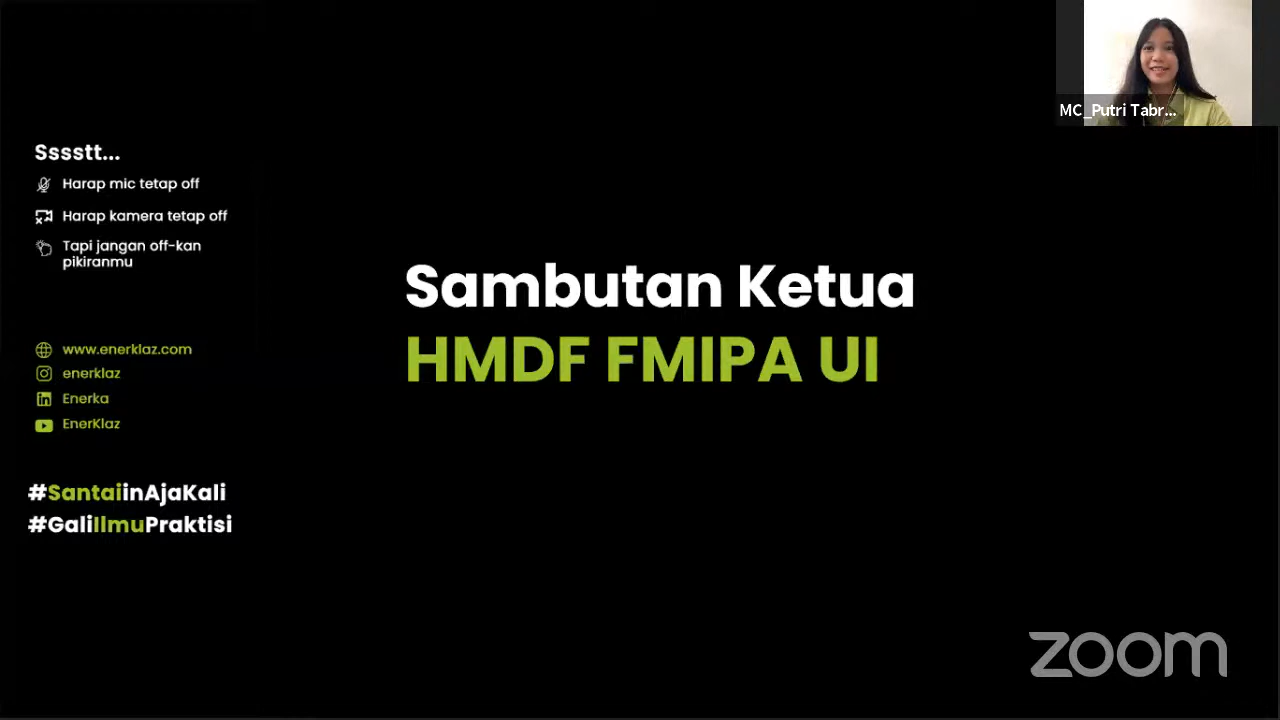 MC_Putri Tabr...
Sssstt...
Harap mic tetap off
Harap kamera tetap off
Tapi jangan off-kan
pikiranmu
Sambutan Ketua
HMDF FMIPA UI
www.enerklaz.com
enerklaz
Enerka
EnerKlaz
#SantaiinAjaKali
#GaliIlmuPraktisi
zoom